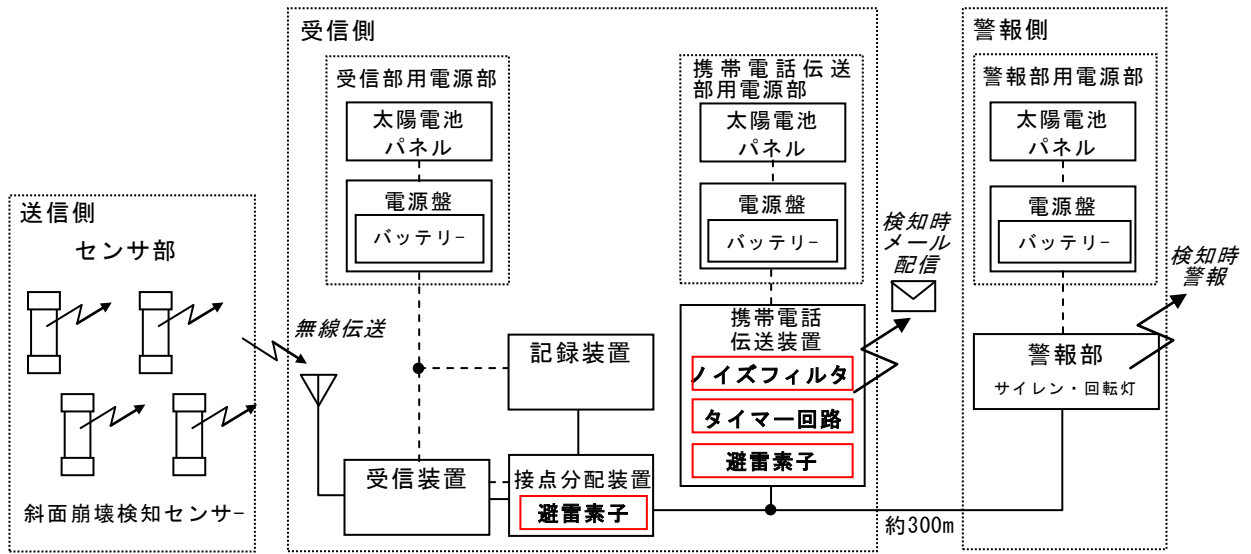 送信側
センサ部
斜面崩壊検知センサー
無線伝送
受信側
受信部用電源部
太陽電池
パネル
電源盤
バッテリー
記録装置
受信装置
接点分配装置
避雷素子
携帯電話伝送
部用電源部
太陽電池
パネル
電源盤
バッテリー
携帯電話
伝送装置
ノイズフィルタ
タイマー回路
避雷素子
検知時
メール
配信
約300m
警報側
警報部用電源部
太陽電池
パネル
電源盤
バッテリー
警報部
サイレン・回転灯
検知時
警報